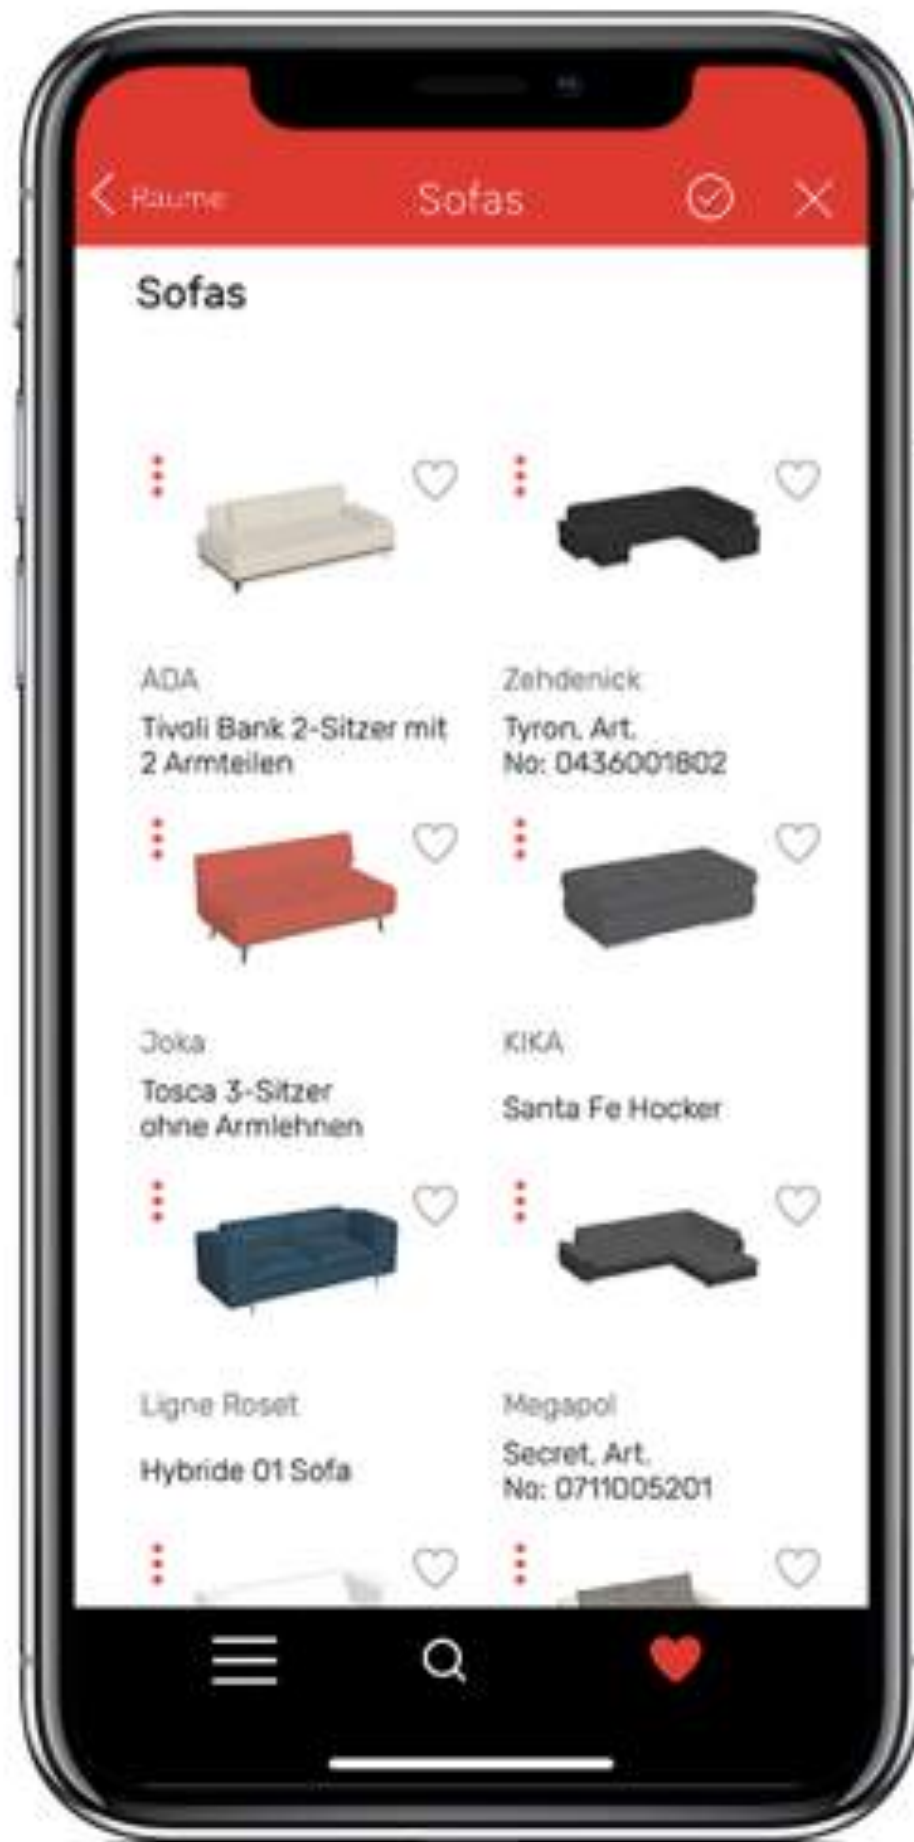 Räume
Sofas
Sofas
ADA
Tivoli Bank 2-Sitzer mit
2 Armteilen
Zehdenick
Tyron, Art.
No: 0436001802
Joka
Tosca 3-Sitzer
ohne Armlehnen
KIKA
Santa Fe Hocker
Ligne Roset
Hybride 01 Sofa
Megapol
Secret, Art.
No: 0711005201